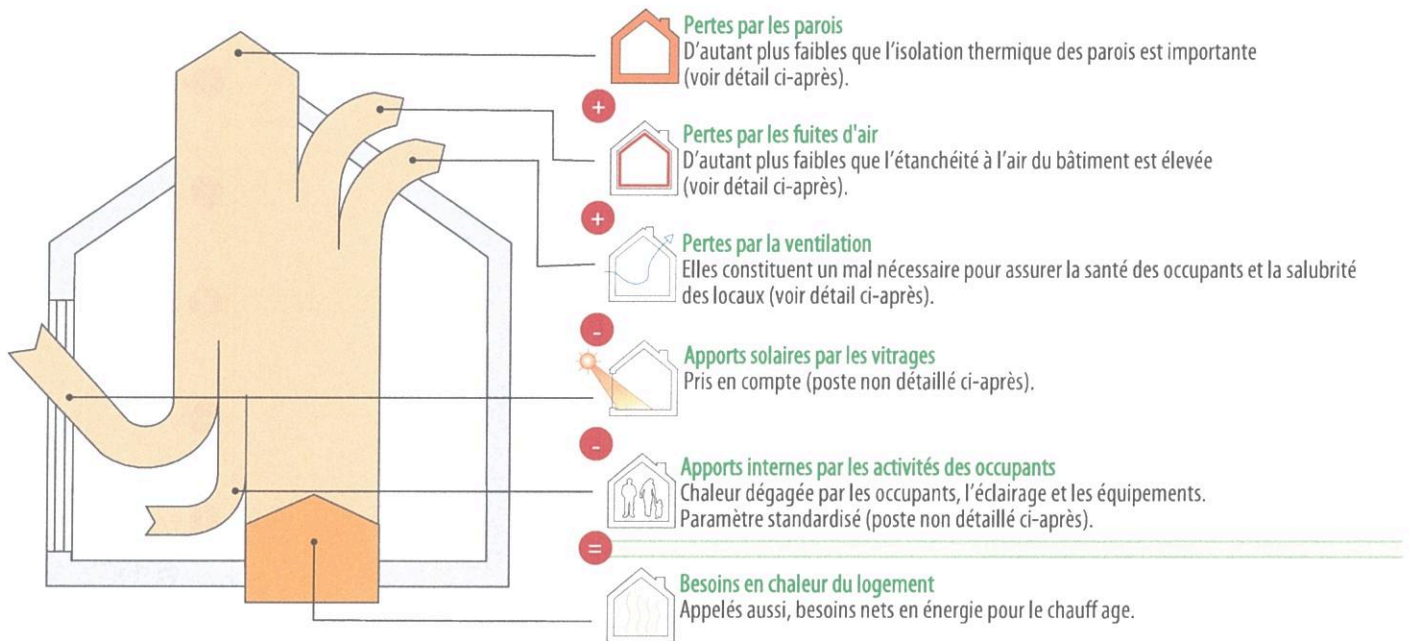 Pertes par les parois
D'autant plus faibles que l'isolation thermique des parois est importante
(voir détail ci-après).
+
Pertes par les fuites d'air
D'autant plus faibles que l'étanchéité à l'air du bâtiment est élevée
(voir détail ci-après).
+
Pertes par la ventilation
Elles constituent un mal nécessaire pour assurer la santé des occupants et la salubrité
des locaux (voir détail ci-après).
-
Apports solaires par les vitrages
Pris en compte (poste non détaillé ci-après).
-
Apports internes par les activités des occupants
Chaleur dégagée par les occupants, l'éclairage et les équipements.
Paramètre standardisé (poste non détaillé ci-après).
=
Besoins en chaleur du logement
Appelés aussi, besoins nets en énergie pour le chauff age.